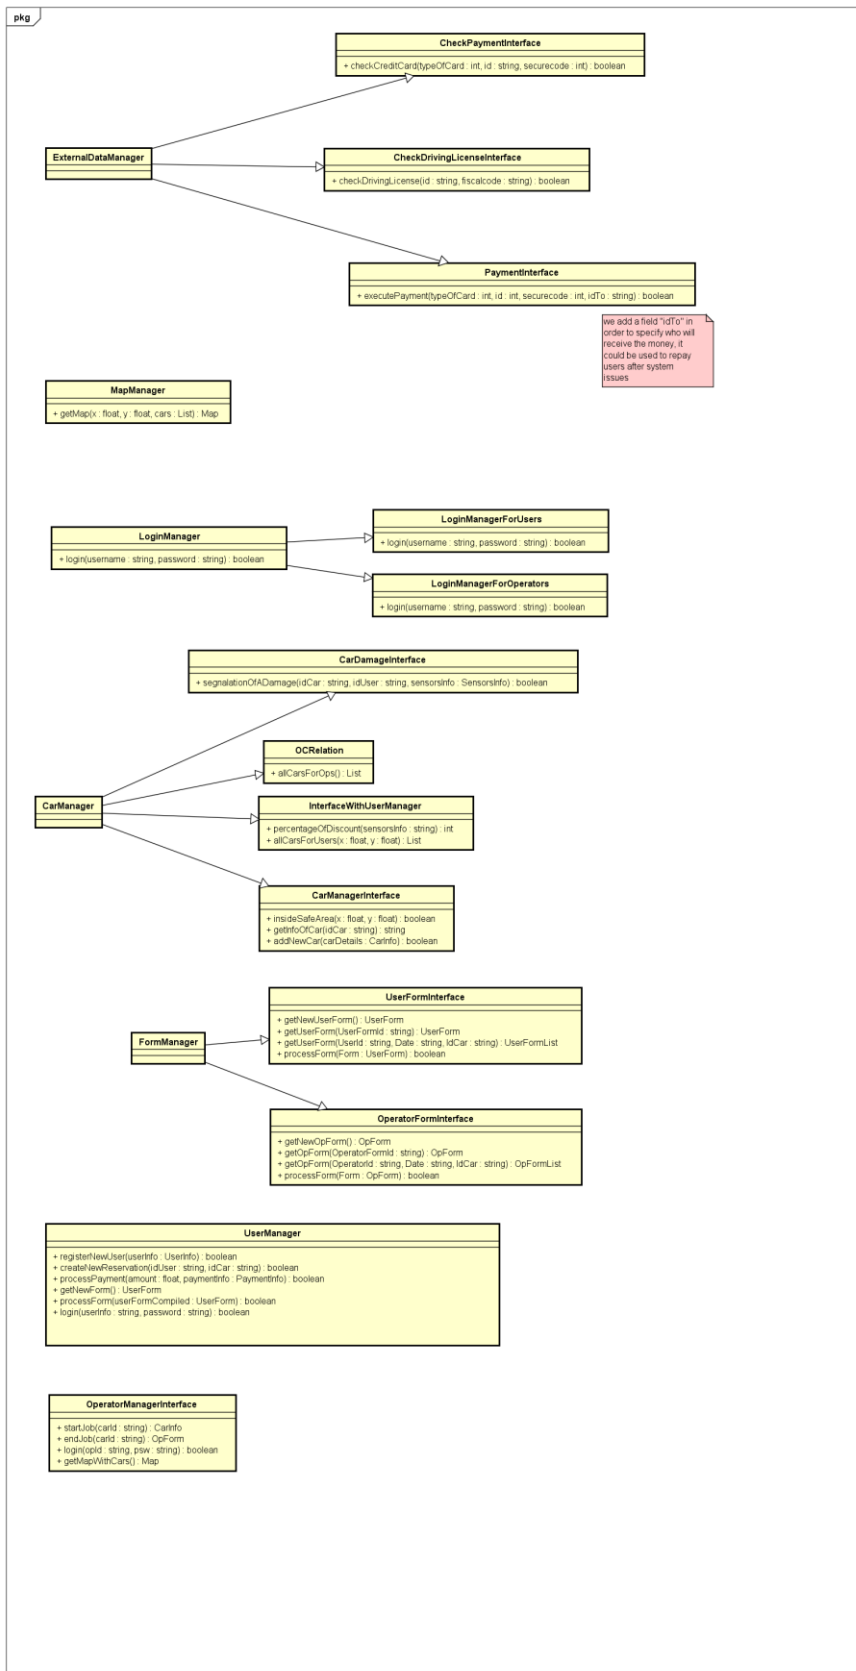 pkg
CheckPaymentInterface
+ checkCreditCard(typeOfCard : int, id : string, securecode : int) : boolean
ExternalDataManager
CheckDrivingLicenseInterface
+ checkDrivingLicense(id : string, fiscalcode : string) : boolean
PaymentInterface
+ executePayment(typeOfCard : int, id : int, securecode : int, idTo : string) : boolean
we add a field "idTo" in
order to specify who will
receive the money, it
could be used to repay
users after system
issues
MapManager
+ getMap(x : float, y : float, cars : List) : Map
LoginManager
+ login(username : string, password : string) : boolean
LoginManagerForUsers
+ login(username : string, password : string) : boolean
LoginManagerForOperators
+ login(username : string, password : string) : boolean
CarDamageInterface
+ segnalationOfADamage(idCar : string, idUser : string, sensorsInfo : SensorsInfo) : boolean
OCRelation
+ allCarsForOps() : List
CarManager
InterfaceWithUserManager
+ percentageOfDiscount(sensorsInfo : string) : int
+ allCarsForUsers(x : float, y : float) : List
CarManagerInterface
+ insideSafeArea(x : float, y : float) : boolean
+ getInfoOfCar(idCar : string) : string
+ addNewCar(carDetails : CarInfo) : boolean
UserFormInterface
+ getNewUserForm() : UserForm
+ getUserForm(UserFormId : string) : UserForm
+ getUserForm(UserId : string, Date : string, IdCar : string) : UserFormList
+ processForm(Form : UserForm) : boolean
FormManager
OperatorFormInterface
+ getNewOpForm() : OpForm
+ getOpForm(OperatorFormId : string) : OpForm
+ getOpForm(OperatorId : string, Date : string, IdCar : string) : OpFormList
+ processForm(Form : OpForm) : boolean
UserManager
+ registerNewUser(userInfo : UserInfo) : boolean
+ createNewReservation(idUser : string, idCar : string) : boolean
+ processPayment(amount : float, paymentInfo : PaymentInfo) : boolean
+ getNewForm() : UserForm
+ processForm(userFormCompiled : UserForm) : boolean
+ login(userInfo : string, password : string) : boolean
OperatorManagerInterface
+ startJob(carId : string) : CarInfo
+ endJob(carId : string) : OpForm
+ login(opId : string, psw : string) : boolean
+ getMapWithCars() : Map